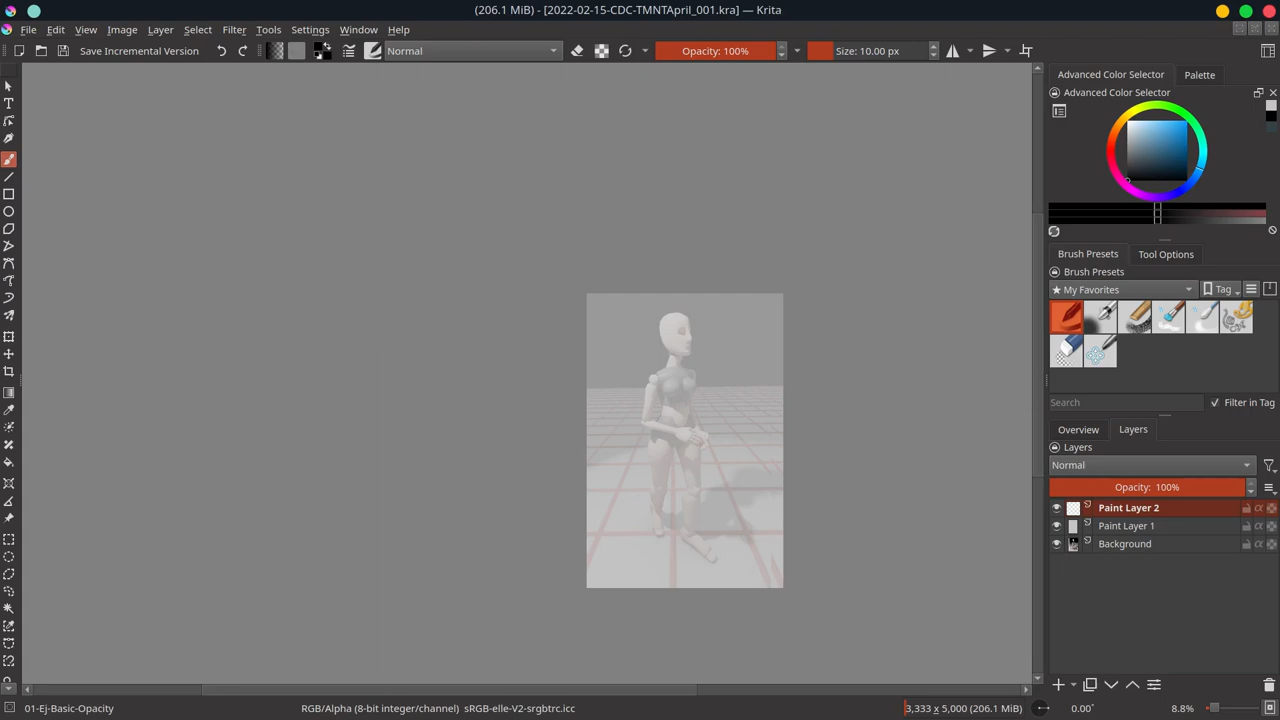 (206.1 MiB) - [2022-02-15-CDC-TMNTApril_001.kra] — Krita
File Edit View Image Layer Select Filter Tools Settings Window Help
Save Incremental Version Normal Opacity: 100% Size: 10.00 px
Advanced Color Selector Palette
Advanced Color Selector
Brush Presets Tool Options
Brush Presets
★ My Favorites Tag
Search Filter in Tag
Overview Layers
Layers
Normal
Opacity: 100%
Paint Layer 2
Paint Layer 1
Background
01-Ej-Basic-Opacity RGB/Alpha (8-bit integer/channel) sRGB-elle-V2-srgbtrc.icc 3,333 x 5,000 (206.1 MiB) 0.00° 8.8%